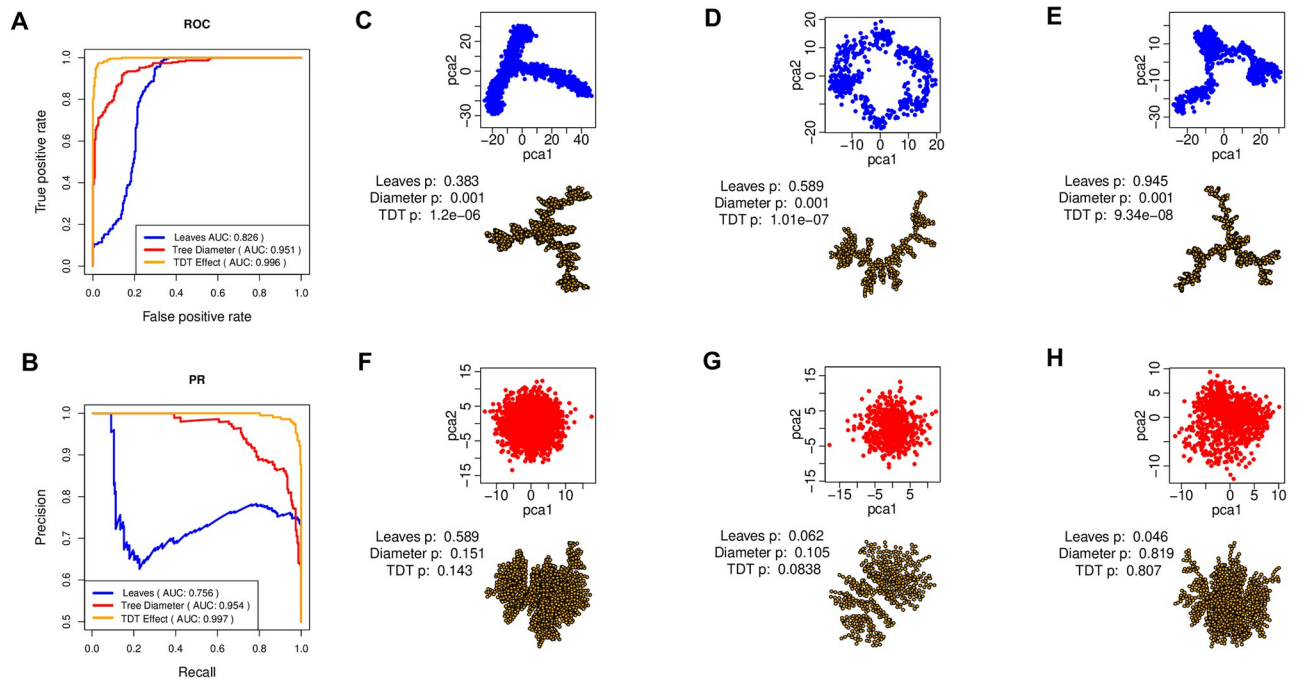 A
ROC
True positive rate
0.0 0.2 0.4 0.6 0.8 1.0
Leaves AUC: 0.826 )
Tree Diameter ( AUC: 0.951 )
TDT Effect ( AUC: 0.996 )
0.0 0.2 0.4 0.6 0.8 1.0
False positive rate
B
PR
Precision
0.5 0.6 0.7 0.8 0.9 1.0
Leaves ( AUC: 0.756 )
Tree Diameter ( AUC: 0.954 )
TDT Effect ( AUC: 0.997 )
0.0 0.2 0.4 0.6 0.8 1.0
Recall
C
pca2
−30 0 20
−20 0 20 40
pca1
Leaves p: 0.383
Diameter p: 0.001
TDT p: 1.2e−06
D
pca2
−20 0 10 20
−10 0 10 20
pca1
Leaves p: 0.589
Diameter p: 0.001
TDT p: 1.01e−07
E
pca2
−30 −10 10
−20 0 20
pca1
Leaves p: 0.945
Diameter p: 0.001
TDT p: 9.34e−08
F
pca2
−15 −5 5 15
−10 0 10
pca1
Leaves p: 0.589
Diameter p: 0.151
TDT p: 0.143
G
pca2
−15 −5 5 15
−15 −5 5
pca1
Leaves p: 0.062
Diameter p: 0.105
TDT p: 0.0838
H
pca2
−10 0 5 10
−10 0 5 10
pca1
Leaves p: 0.046
Diameter p: 0.819
TDT p: 0.807